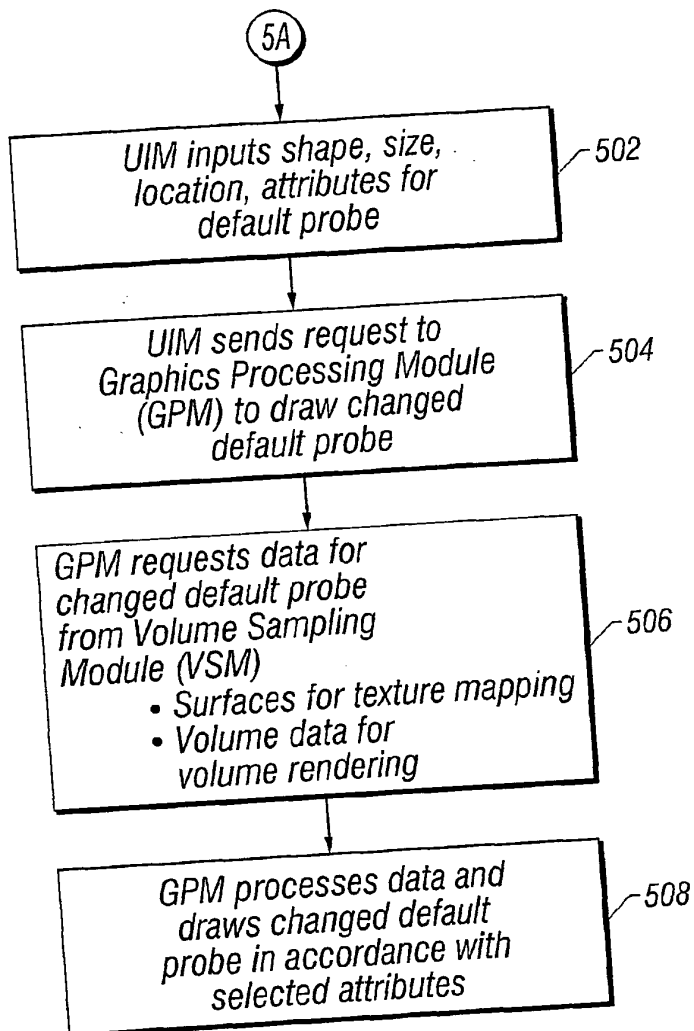 5A
UIM inputs shape, size,
location, attributes for
default probe
502
UIM sends request to
Graphics Processing Module
(GPM) to draw changed
default probe
504
GPM requests data for
changed default probe
from Volume Sampling
Module (VSM)
• Surfaces for texture mapping
• Volume data for
volume rendering
506
GPM processes data and
draws changed default
probe in accordance with
selected attributes
508